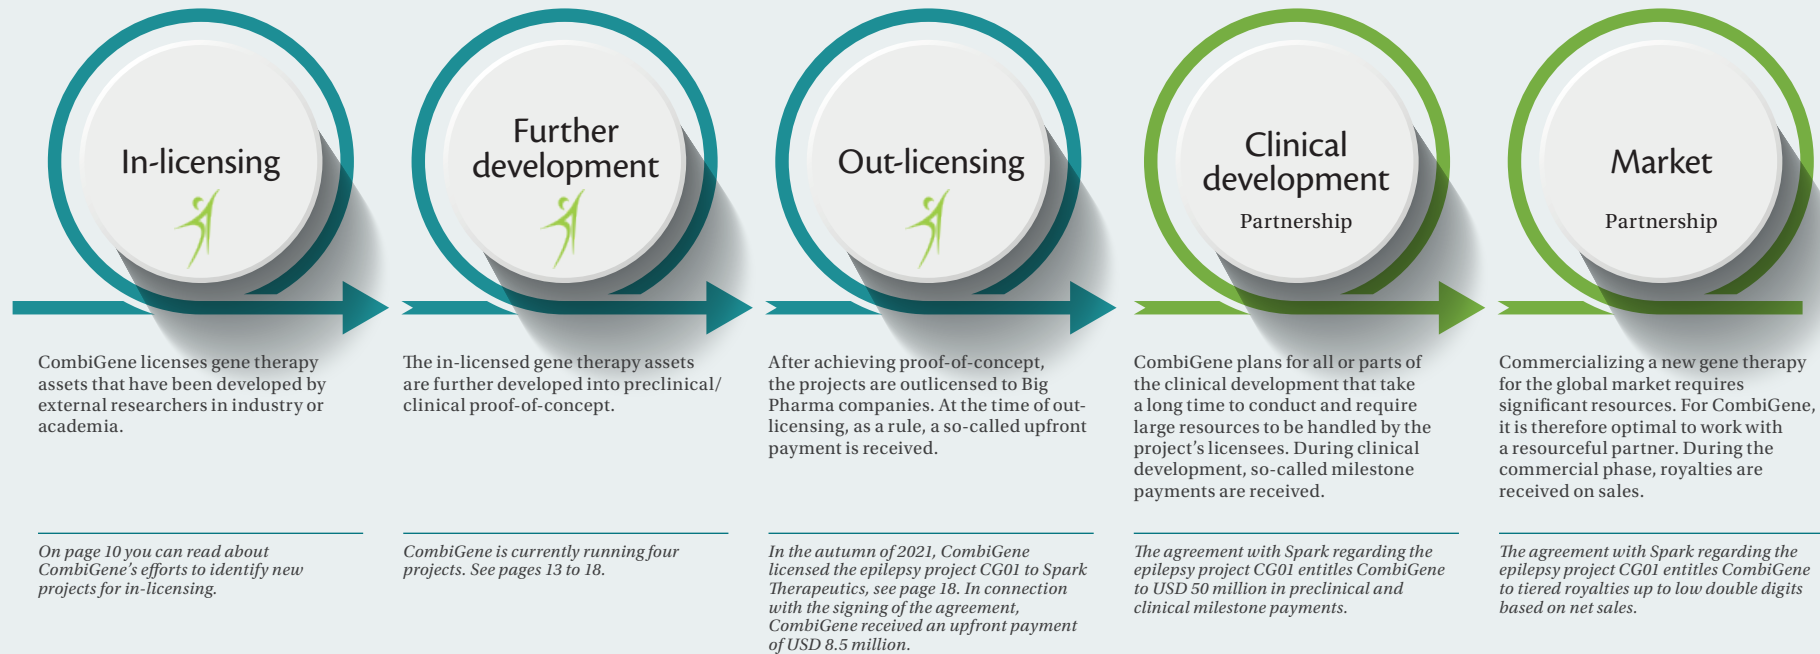 In-licensing
CombiGene licenses gene therapy
assets that have been developed by
external researchers in industry or
academia.
On page 10 you can read about
CombiGene's efforts to identify new
projects for in-licensing.
Further
development
The in-licensed gene therapy assets
are further developed into preclinical/
clinical proof-of-concept.
CombiGene is currently running four
projects. See pages 13 to 18.
Out-licensing
After achieving proof-of-concept,
the projects are outlicensed to Big
Pharma companies. At the time of out-
licensing, as a rule, a so-called upfront
payment is received.
In the autumn of 2021, CombiGene
licensed the epilepsy project CG01 to Spark
Therapeutics, see page 18. In connection
with the signing of the agreement,
CombiGene received an upfront payment
of USD 8.5 million.
Clinical
development
Partnership
CombiGene plans for all or parts of
the clinical development that take
a long time to conduct and require
large resources to be handled by the
project's licensees. During clinical
development, so-called milestone
payments are received.
The agreement with Spark regarding the
epilepsy project CG01 entitles CombiGene
to USD 50 million in preclinical and
clinical milestone payments.
Market
Partnership
Commercializing a new gene therapy
for the global market requires
significant resources. For CombiGene,
it is therefore optimal to work with
a resourceful partner. During the
commercial phase, royalties are
received on sales.
The agreement with Spark regarding the
epilepsy project CG01 entitles CombiGene
to tiered royalties up to low double digits
based on net sales.